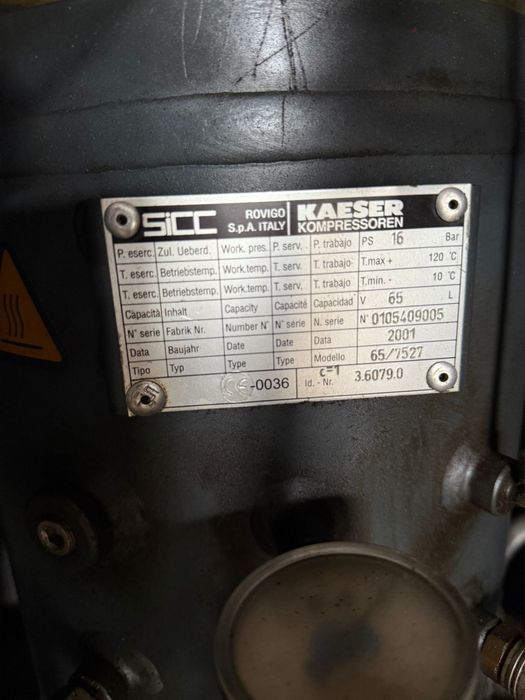 SiCC ROVIGO S.p.A. ITALY KAESER KOMPRESSOREN
P. eserc. Zul. Ueberd. Work. pres. P. serv. P. trabajo PS 16 Bar
T. eserc. Betriebstemp. Work.temp. T. serv. T. trabajo T.max + 120 °C
T. eserc. Betriebstemp. Work.temp. T. serv. T. trabajo T.min. - 10 °C
Capacità Inhalt Capacity Capacité Capacidad V 65 L
N° serie Fabrik Nr. Number N° N° serie N. serie N° 0105409005
Data Baujahr Date Date Data 2001
Tipo Typ Type Type Modello 65/7527
CE-0036 Id. - Nr. c=1 3.6079.0